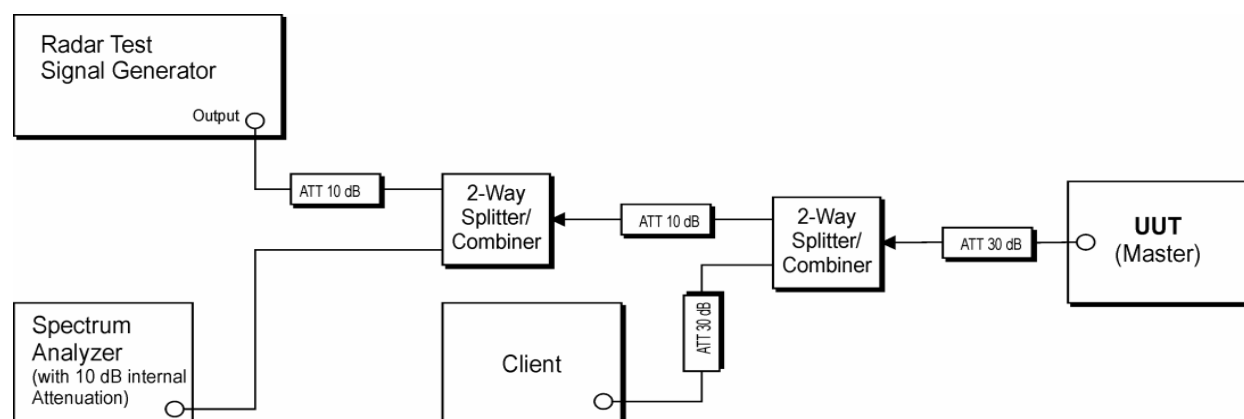 Radar Test
Signal Generator
Output
ATT 10 dB
2-Way
Splitter/
Combiner
ATT 10 dB
2-Way
Splitter/
Combiner
ATT 30 dB
UUT
(Master)
Spectrum
Analyzer
(with 10 dB internal
Attenuation)
Client
ATT 30 dB